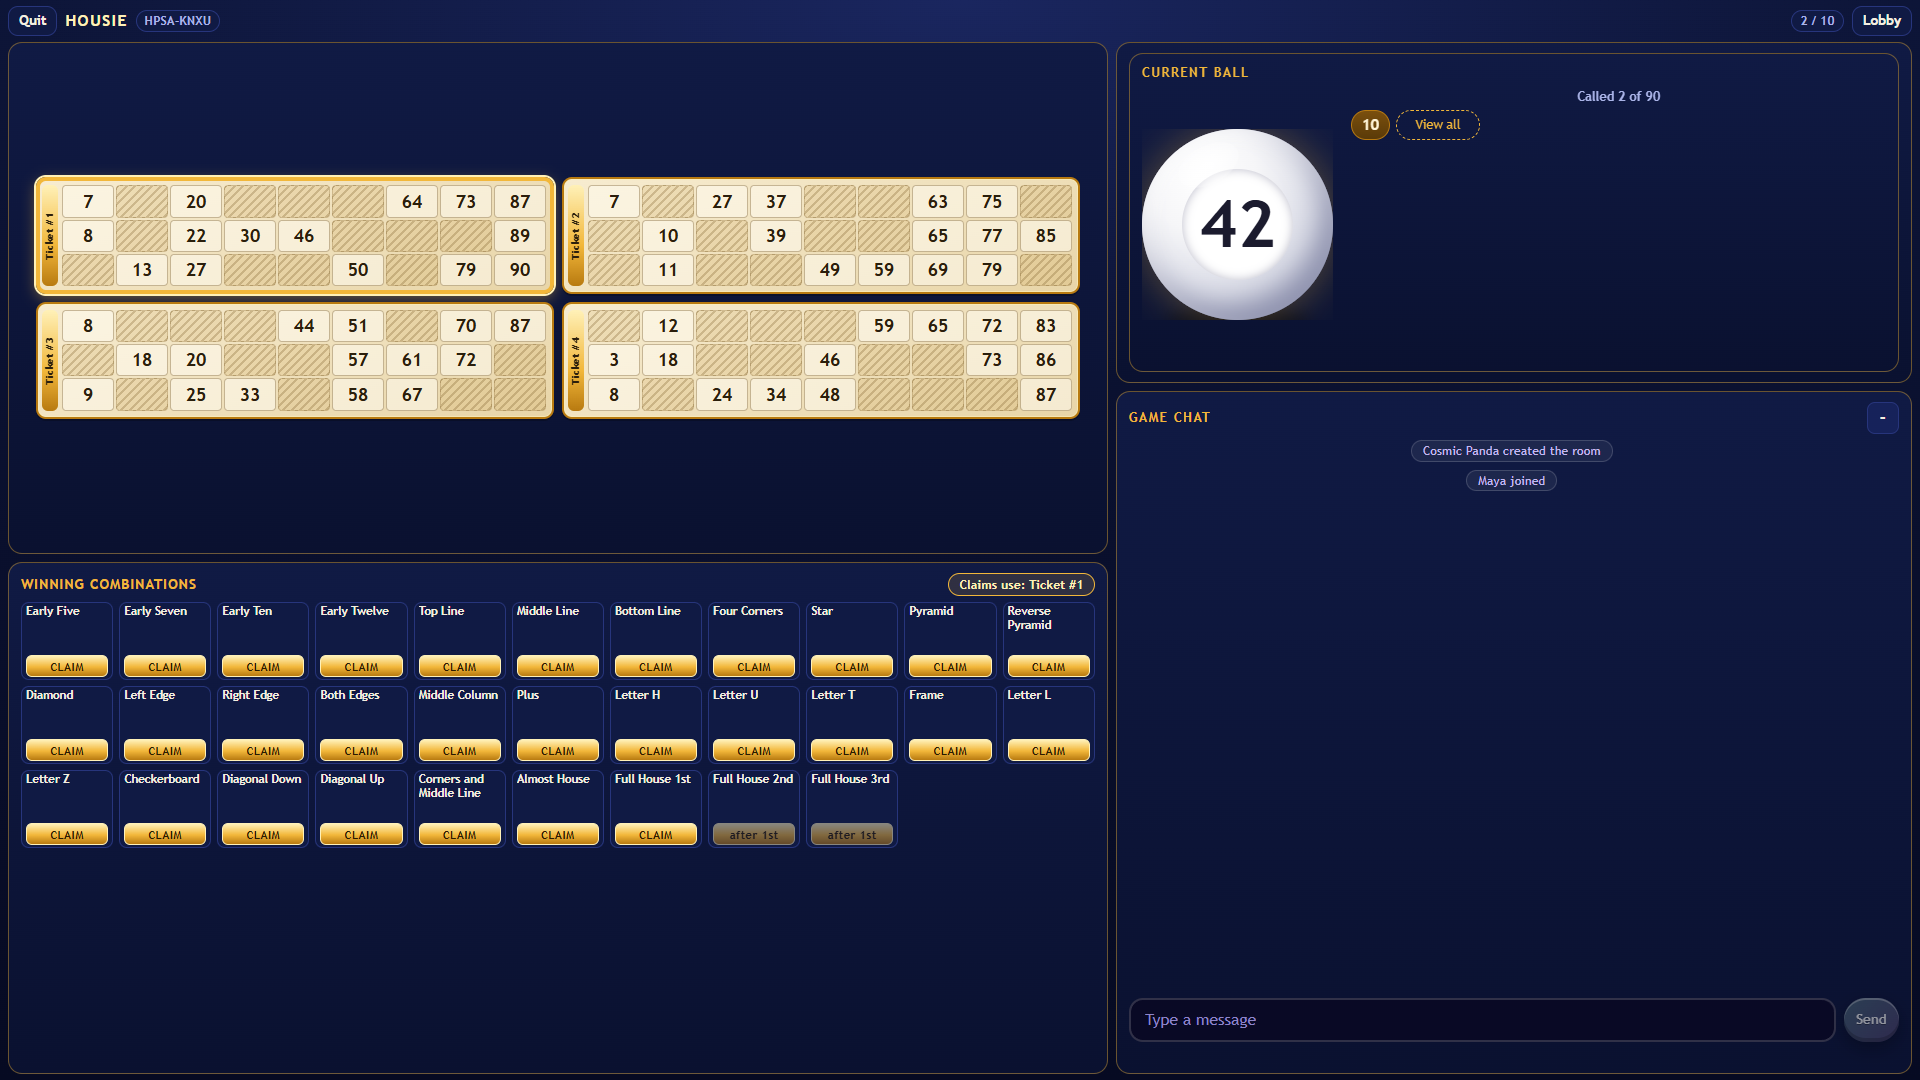 Quit HOUSIE HPSA-KNXU 2 / 10 Lobby
Ticket #1
7 20 64 73 87
8 22 30 46 89
13 27 50 79 90
Ticket #2
7 27 37 63 75
10 39 65 77 85
11 49 59 69 79
Ticket #3
8 44 51 70 87
18 20 57 61 72
9 25 33 58 67
Ticket #4
12 59 65 72 83
3 18 46 73 86
8 24 34 48 87
WINNING COMBINATIONS Claims use: Ticket #1
Early Five Early Seven Early Ten Early Twelve Top Line Middle Line Bottom Line Four Corners Star Pyramid Reverse
Pyramid
CLAIM CLAIM CLAIM CLAIM CLAIM CLAIM CLAIM CLAIM CLAIM CLAIM CLAIM
Diamond Left Edge Right Edge Both Edges Middle Column Plus Letter H Letter U Letter T Frame Letter L
CLAIM CLAIM CLAIM CLAIM CLAIM CLAIM CLAIM CLAIM CLAIM CLAIM CLAIM
Letter Z Checkerboard Diagonal Down Diagonal Up Corners and Almost House Full House 1st Full House 2nd Full House 3rd
Middle Line
CLAIM CLAIM CLAIM CLAIM CLAIM CLAIM CLAIM after 1st after 1st
CURRENT BALL
Called 2 of 90
10 View all
42
GAME CHAT -
Cosmic Panda created the room
Maya joined
Type a message Send